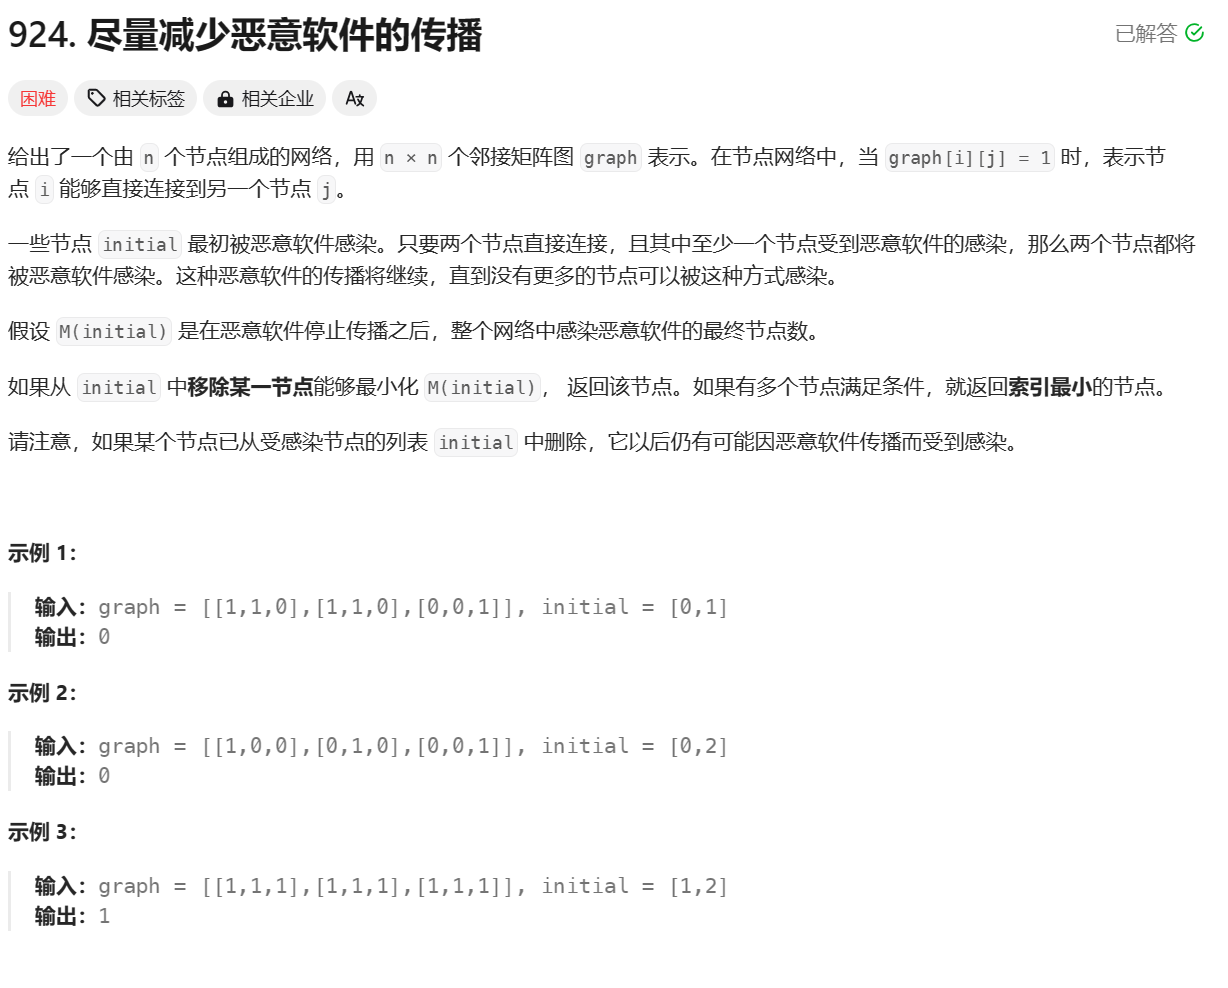 924. 尽量减少恶意软件的传播
已解答
困难 相关标签 相关企业 Aあ
给出了一个由 n 个节点组成的网络，用 n × n 个邻接矩阵图 graph 表示。在节点网络中，当 graph[i][j] = 1 时，表示节
点 i 能够直接连接到另一个节点 j。
一些节点 initial 最初被恶意软件感染。只要两个节点直接连接，且其中至少一个节点受到恶意软件的感染，那么两个节点都将
被恶意软件感染。这种恶意软件的传播将继续，直到没有更多的节点可以被这种方式感染。
假设 M(initial) 是在恶意软件停止传播之后，整个网络中感染恶意软件的最终节点数。
如果从 initial 中移除某一节点能够最小化 M(initial)， 返回该节点。如果有多个节点满足条件，就返回索引最小的节点。
请注意，如果某个节点已从受感染节点的列表 initial 中删除，它以后仍有可能因恶意软件传播而受到感染。
示例 1：
输入：graph = [[1,1,0],[1,1,0],[0,0,1]], initial = [0,1]
输出：0
示例 2：
输入：graph = [[1,0,0],[0,1,0],[0,0,1]], initial = [0,2]
输出：0
示例 3：
输入：graph = [[1,1,1],[1,1,1],[1,1,1]], initial = [1,2]
输出：1